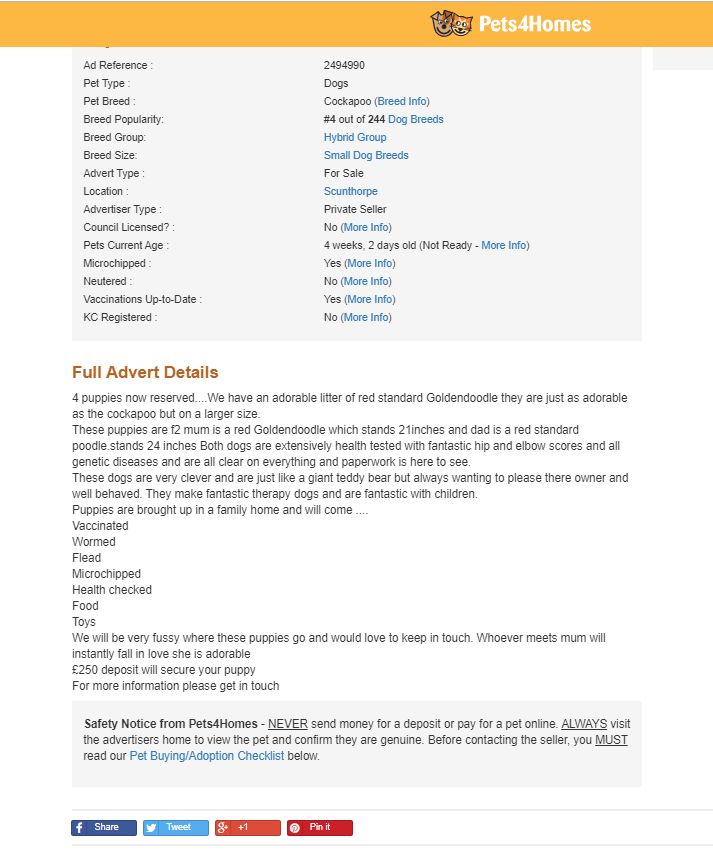 Pets4Homes
Ad Reference : 2494990
Pet Type : Dogs
Pet Breed : Cockapoo (Breed Info)
Breed Popularity: #4 out of 244 Dog Breeds
Breed Group: Hybrid Group
Breed Size: Small Dog Breeds
Advert Type : For Sale
Location : Scunthorpe
Advertiser Type : Private Seller
Council Licensed? : No (More Info)
Pets Current Age : 4 weeks, 2 days old (Not Ready - More Info)
Microchipped : Yes (More Info)
Neutered : No (More Info)
Vaccinations Up-to-Date : Yes (More Info)
KC Registered : No (More Info)
Full Advert Details
4 puppies now reserved....We have an adorable litter of red standard Goldendoodle they are just as adorable
as the cockapoo but on a larger size.
These puppies are f2 mum is a red Goldendoodle which stands 21inches and dad is a red standard
poodle.stands 24 inches Both dogs are extensively health tested with fantastic hip and elbow scores and all
genetic diseases and are all clear on everything and paperwork is here to see.
These dogs are very clever and are just like a giant teddy bear but always wanting to please there owner and
well behaved. They make fantastic therapy dogs and are fantastic with children.
Puppies are brought up in a family home and will come ....
Vaccinated
Wormed
Flead
Microchipped
Health checked
Food
Toys
We will be very fussy where these puppies go and would love to keep in touch. Whoever meets mum will
instantly fall in love she is adorable
£250 deposit will secure your puppy
For more information please get in touch
Safety Notice from Pets4Homes - NEVER send money for a deposit or pay for a pet online. ALWAYS visit
the advertisers home to view the pet and confirm they are genuine. Before contacting the seller, you MUST
read our Pet Buying/Adoption Checklist below.
Share Tweet +1 Pin it